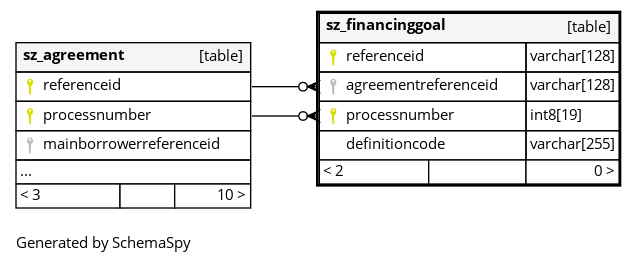 sz_agreement [table]
referenceid
processnumber
mainborrowerreferenceid
...
< 3 10 >
sz_financinggoal [table]
referenceid varchar[128]
agreementreferenceid varchar[128]
processnumber int8[19]
definitioncode varchar[255]
< 2 0 >
Generated by SchemaSpy